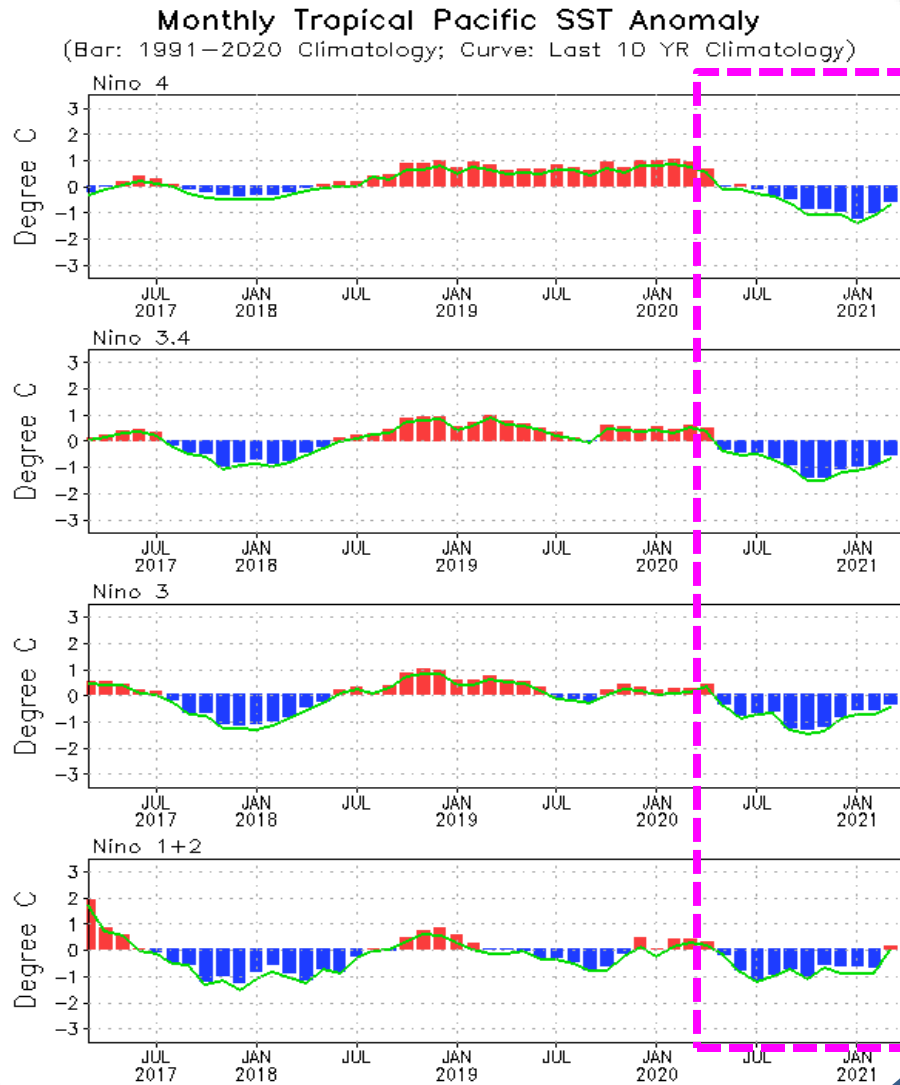 Monthly Tropical Pacific SST Anomaly
(Bar: 1991-2020 Climatology; Curve: Last 10 YR Climatology)
Nino 4
Degree C
3
2
1
0
-1
-2
-3
JUL JAN JUL JAN JUL JAN JUL JAN
2017 2018 2019 2020 2021
Nino 3.4
Degree C
3
2
1
0
-1
-2
-3
JUL JAN JUL JAN JUL JAN JUL JAN
2017 2018 2019 2020 2021
Nino 3
Degree C
3
2
1
0
-1
-2
-3
JUL JAN JUL JAN JUL JAN JUL JAN
2017 2018 2019 2020 2021
Nino 1+2
Degree C
3
2
1
0
-1
-2
-3
JUL JAN JUL JAN JUL JAN JUL JAN
2017 2018 2019 2020 2021